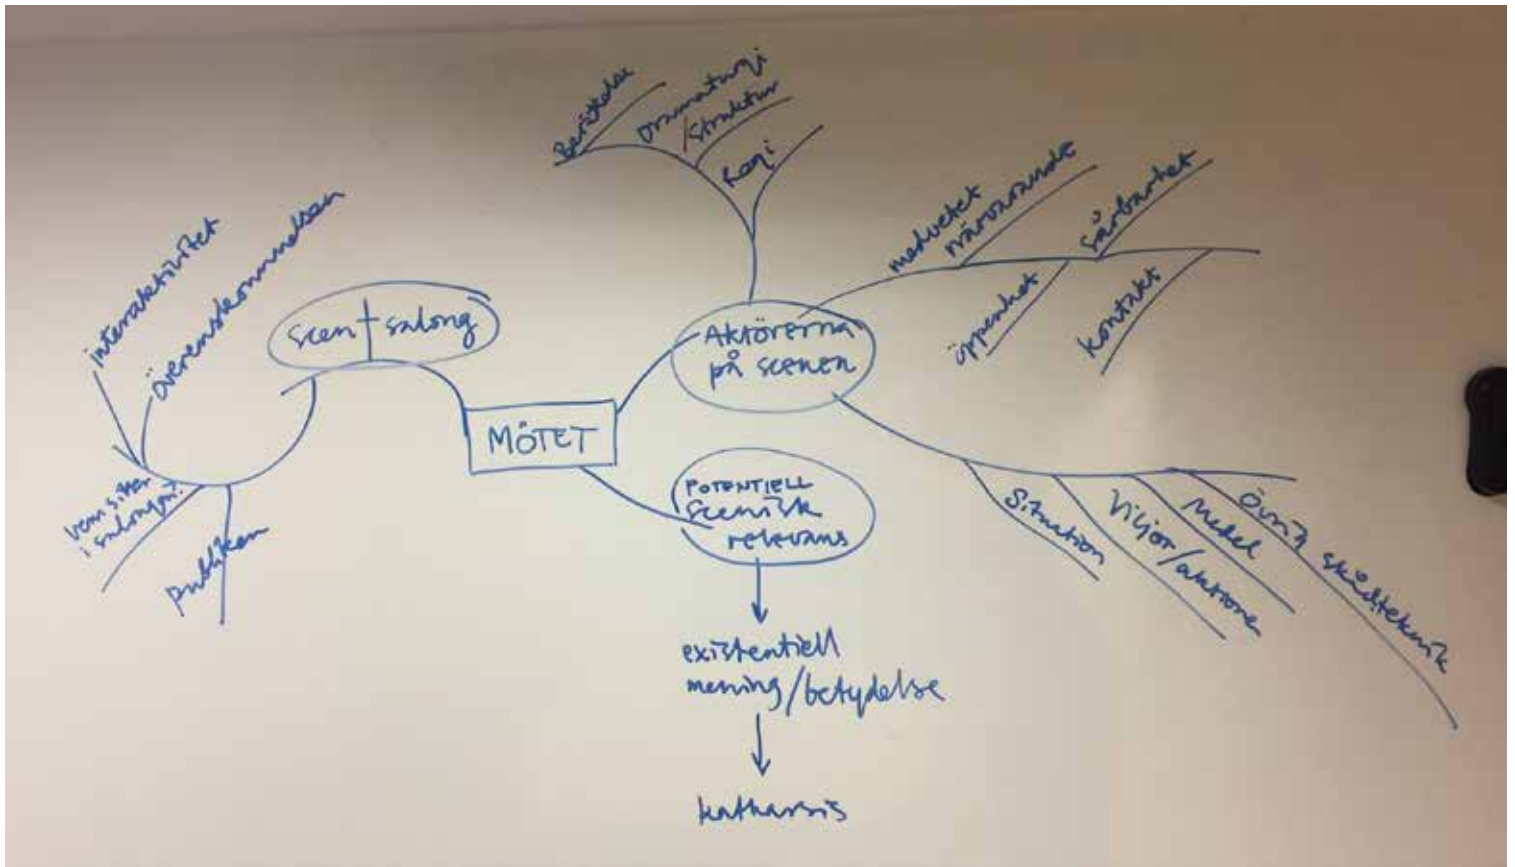 Berättelse
Dramaturgi
/struktur
Regi
medvetet
närvarande
sårbarhet
öppenhet
kontakt
interaktivitet
överenskommelsen
scen + salong
Aktörerna
på scenen
MÖTET
vem sitter
i salongen?
publiken
POTENTIELL
scenisk
relevans
Situation
Viljor/aktioner
Medel
Övrig skådteknik
existentiell
mening/betydelse
katharsis